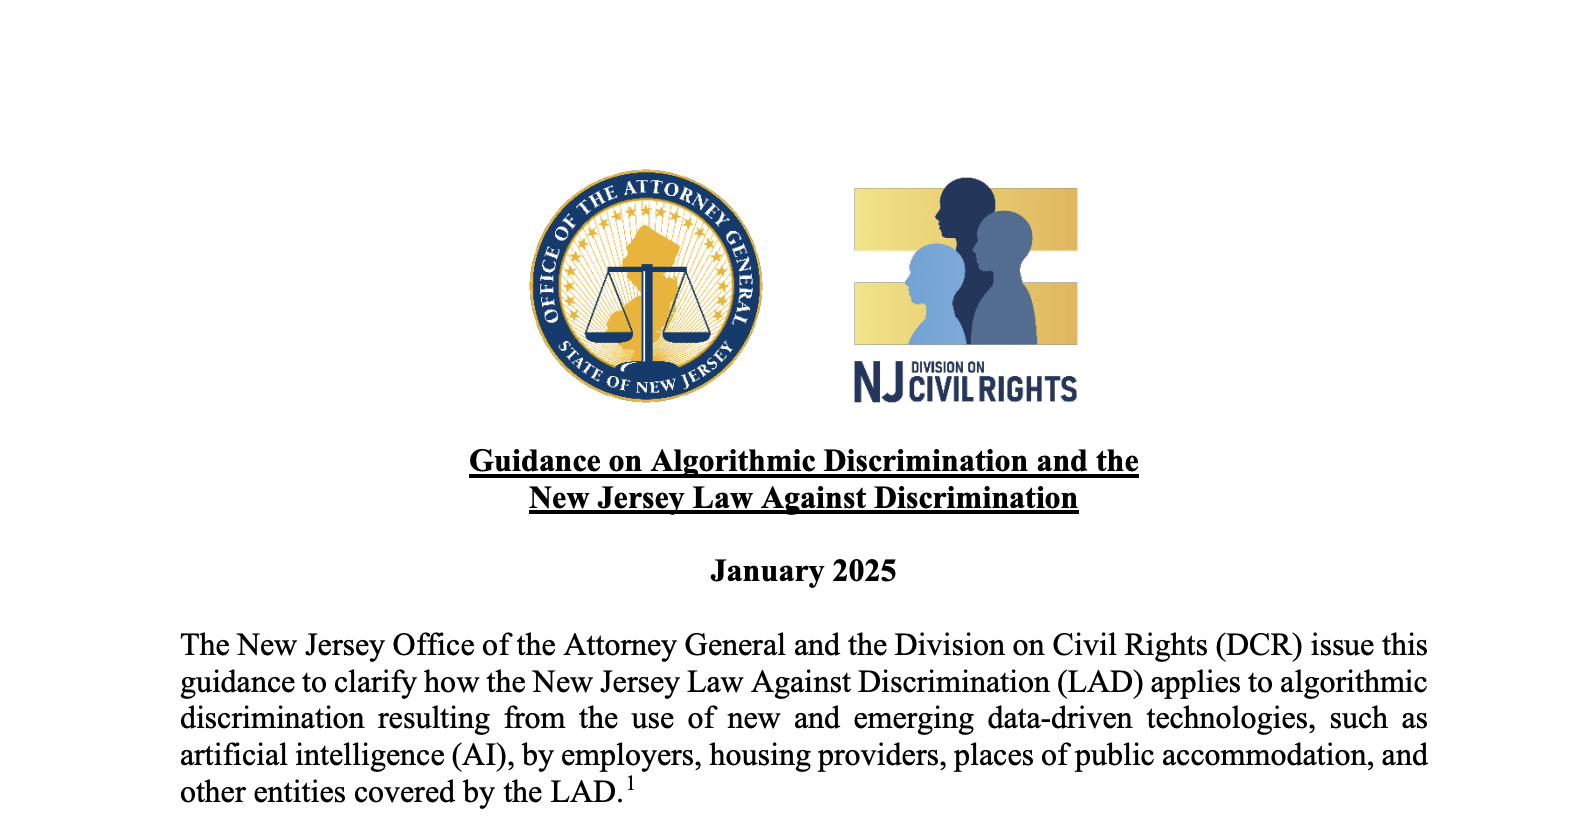 OFFICE OF THE ATTORNEY GENERAL
STATE OF NEW JERSEY
NJ DIVISION ON
CIVIL RIGHTS
Guidance on Algorithmic Discrimination and the
New Jersey Law Against Discrimination
January 2025
The New Jersey Office of the Attorney General and the Division on Civil Rights (DCR) issue this
guidance to clarify how the New Jersey Law Against Discrimination (LAD) applies to algorithmic
discrimination resulting from the use of new and emerging data-driven technologies, such as
artificial intelligence (AI), by employers, housing providers, places of public accommodation, and
other entities covered by the LAD.1